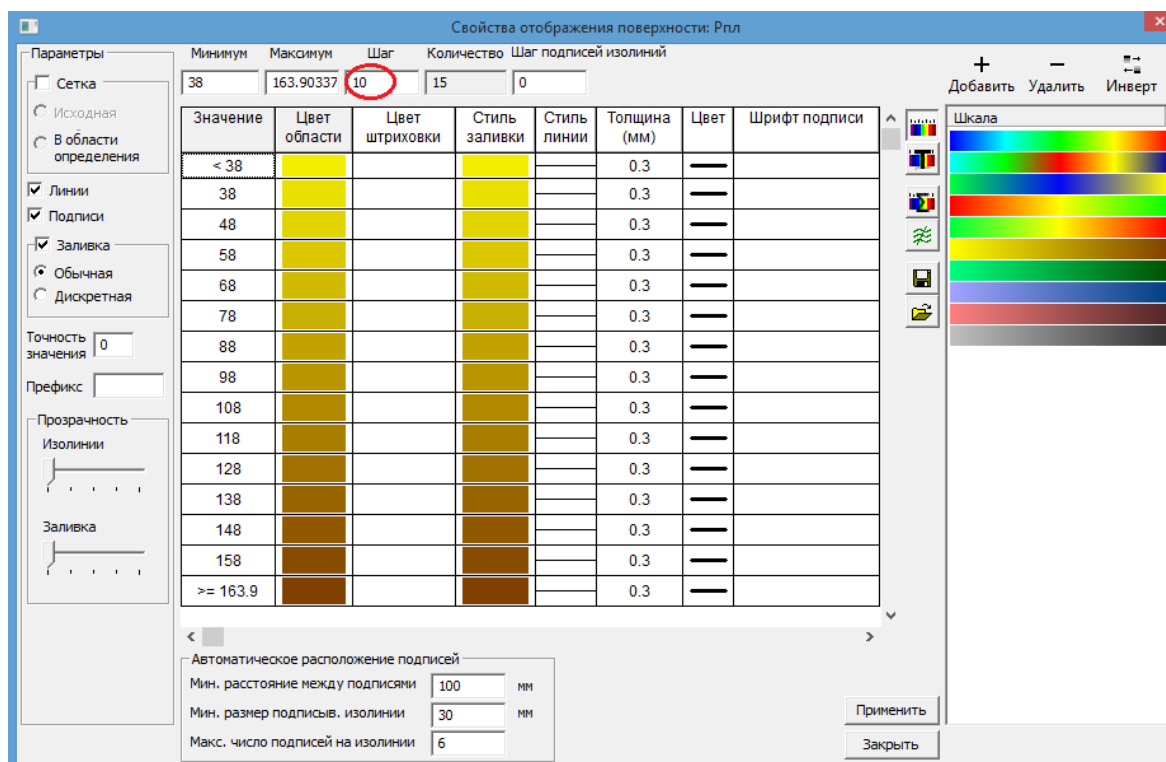 Свойства отображения поверхности: Рпл
Параметры
Сетка
Исходная
В области
определения
Линии
Подписи
Заливка
Обычная
Дискретная
Точность
значения 0
Префикс
Прозрачность
Изолинии
Заливка
Минимум Максимум Шаг Количество Шаг подписей изолиний
38 163.90337 10 15 0
Значение Цвет области Цвет штриховки Стиль заливки Стиль линии Толщина (мм) Цвет Шрифт подписи
< 38 0.3
38 0.3
48 0.3
58 0.3
68 0.3
78 0.3
88 0.3
98 0.3
108 0.3
118 0.3
128 0.3
138 0.3
148 0.3
158 0.3
>= 163.9 0.3
Автоматическое расположение подписей
Мин. расстояние между подписями 100 мм
Мин. размер подписыв. изолинии 30 мм
Макс. число подписей на изолинии 6
Добавить Удалить Инверт
Шкала
Применить
Закрыть